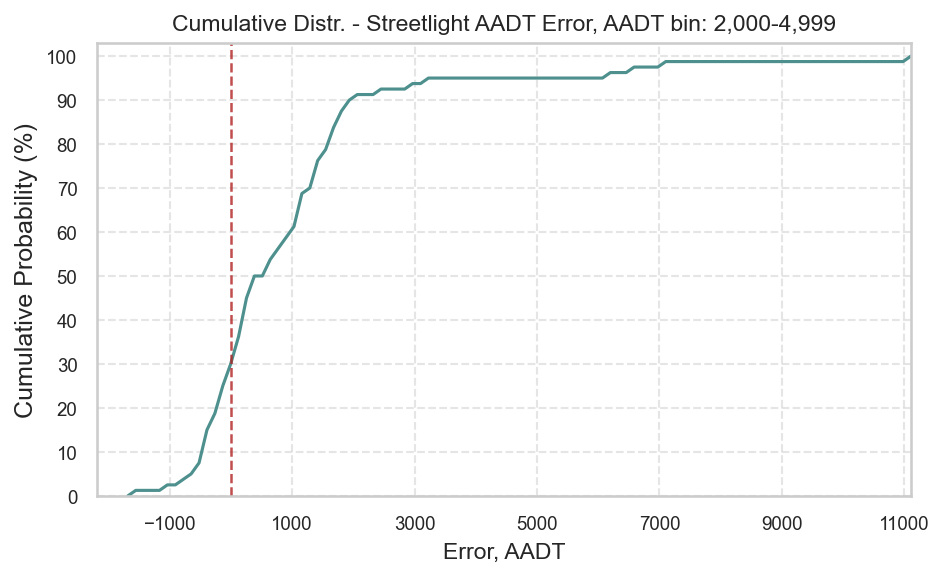 Cumulative Distr. - Streetlight AADT Error, AADT bin: 2,000-4,999
Cumulative Probability (%)
100
90
80
70
60
50
40
30
20
10
0
−1000 1000 3000 5000 7000 9000 11000
Error, AADT